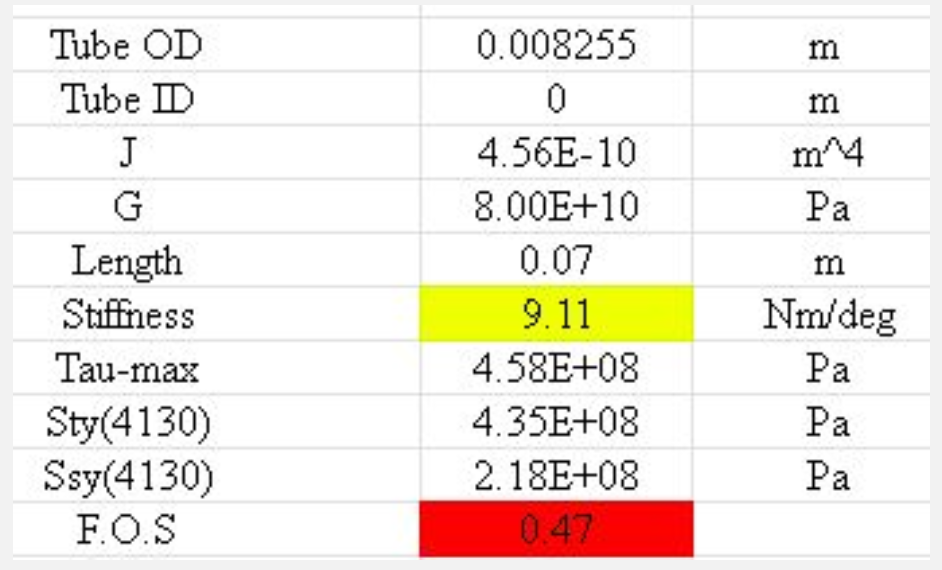 Tube OD 0.008255 m
Tube ID 0 m
J 4.56E-10 m^4
G 8.00E+10 Pa
Length 0.07 m
Stiffness 9.11 Nm/deg
Tau-max 4.58E+08 Pa
Sty(4130) 4.35E+08 Pa
Ssy(4130) 2.18E+08 Pa
F.O.S 0.47